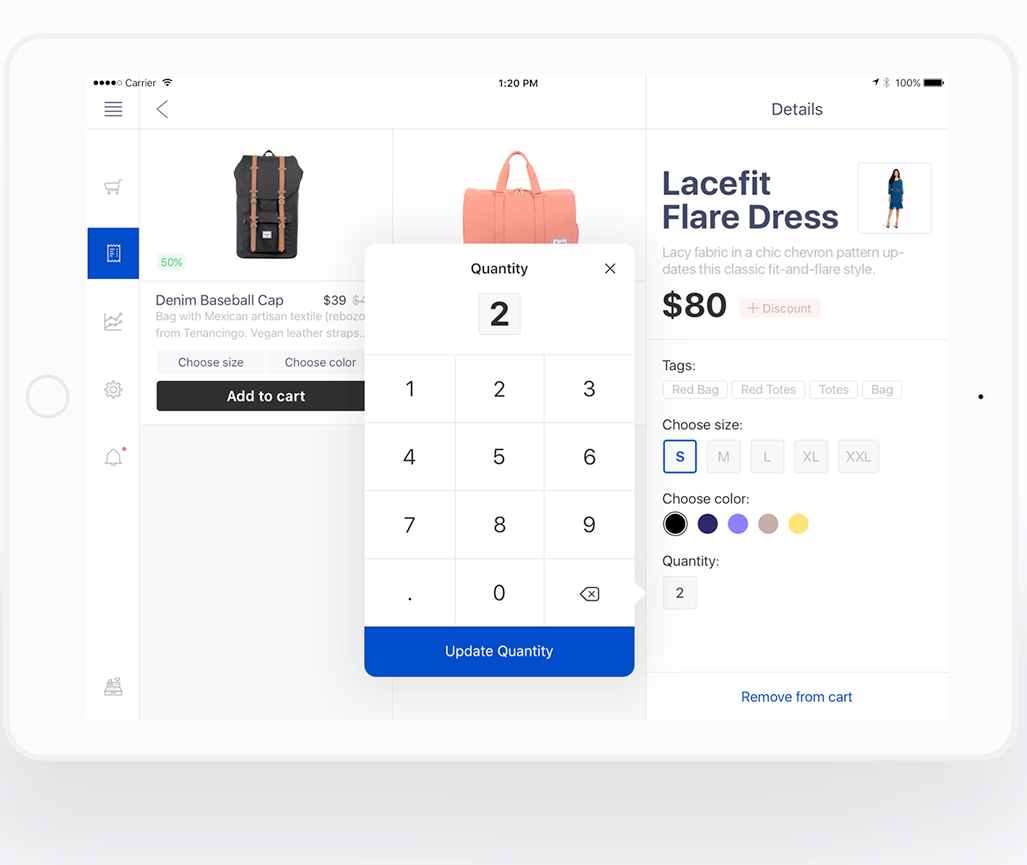 Carrier
1:20 PM
100%
Details
50%
Denim Baseball Cap
$39
Bag with Mexican artisan textile (rebozo
from Tenancingo. Vegan leather straps..
Choose size
Choose color
Add to cart
Quantity
2
1 2 3
4 5 6
7 8 9
. 0
Update Quantity
Lacefit
Flare Dress
Lacy fabric in a chic chevron pattern up-
dates this classic fit-and-flare style.
$80
+ Discount
Tags:
Red Bag
Red Totes
Totes
Bag
Choose size:
S
M
L
XL
XXL
Choose color:
Quantity:
2
Remove from cart